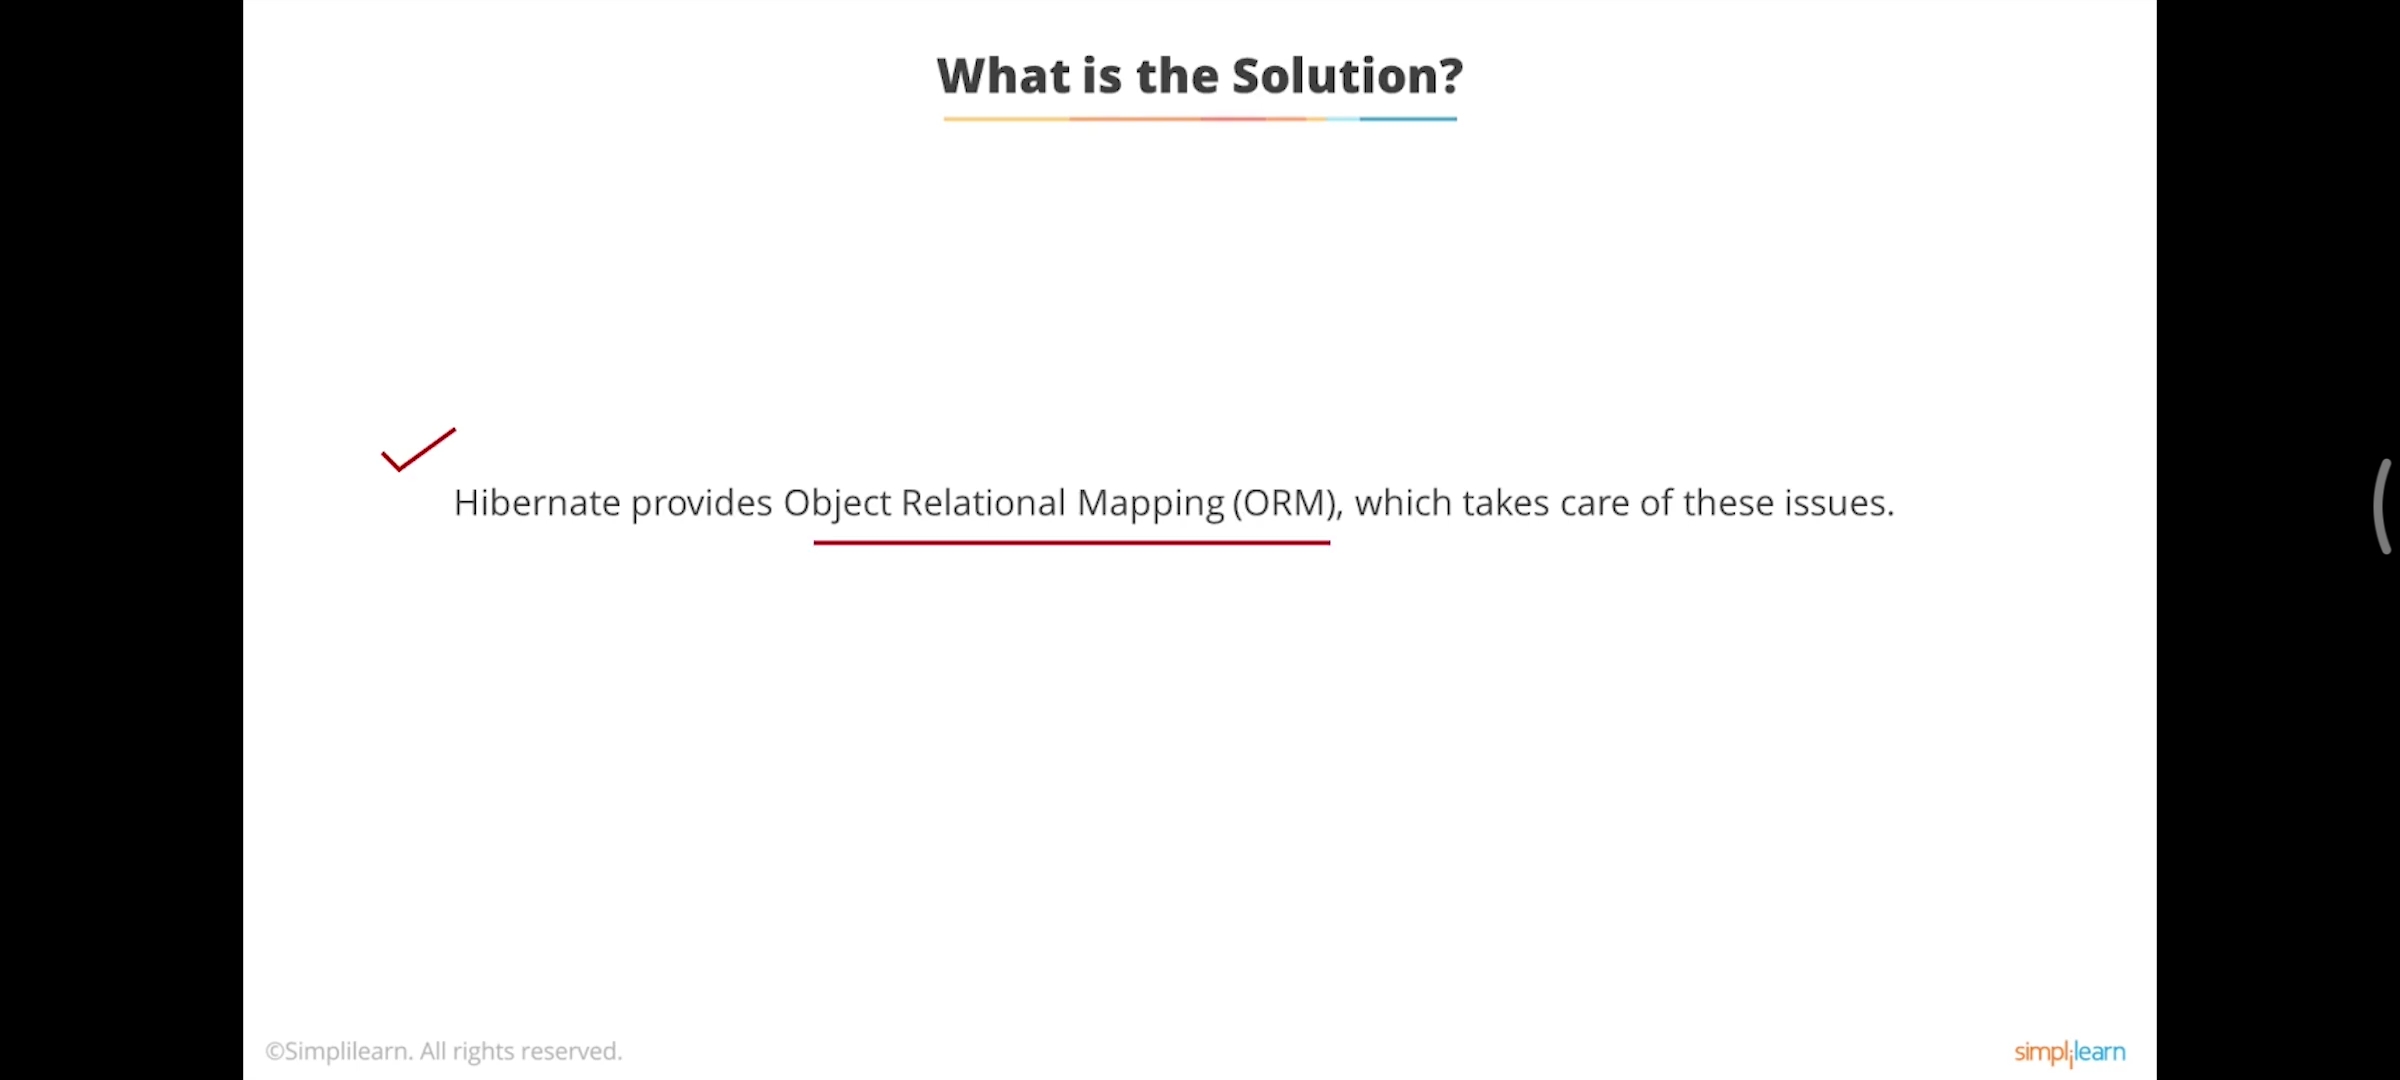 What is the Solution?
Hibernate provides Object Relational Mapping (ORM), which takes care of these issues.
©Simplilearn. All rights reserved.
simplilearn